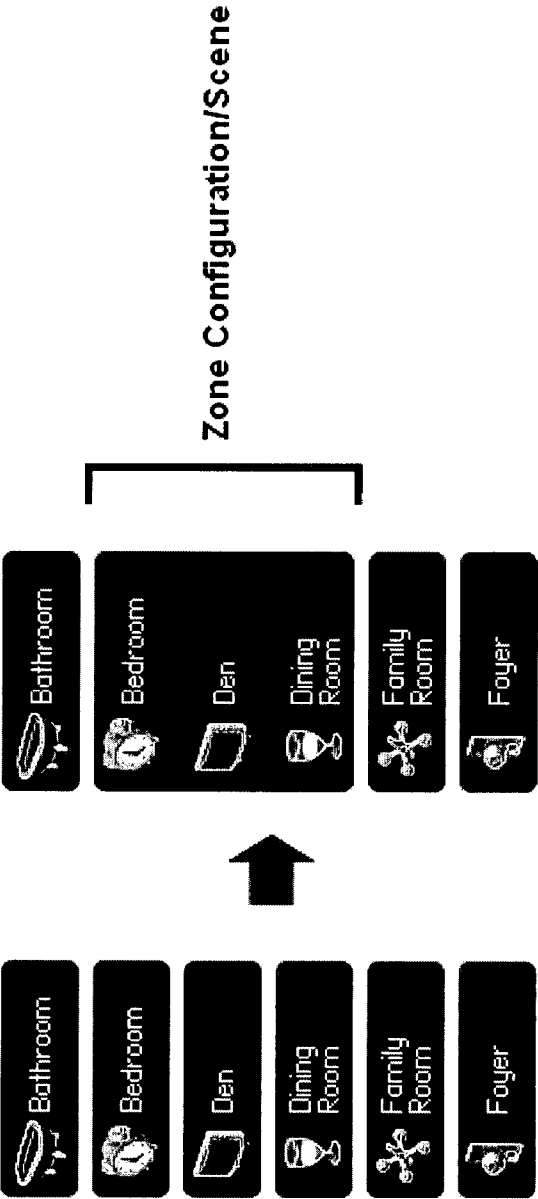 Bathroom
Bedroom
Den
Dining
Room
Family
Room
Foyer
Bathroom
Bedroom
Den
Dining
Room
Family
Room
Foyer
Zone Configuration/Scene